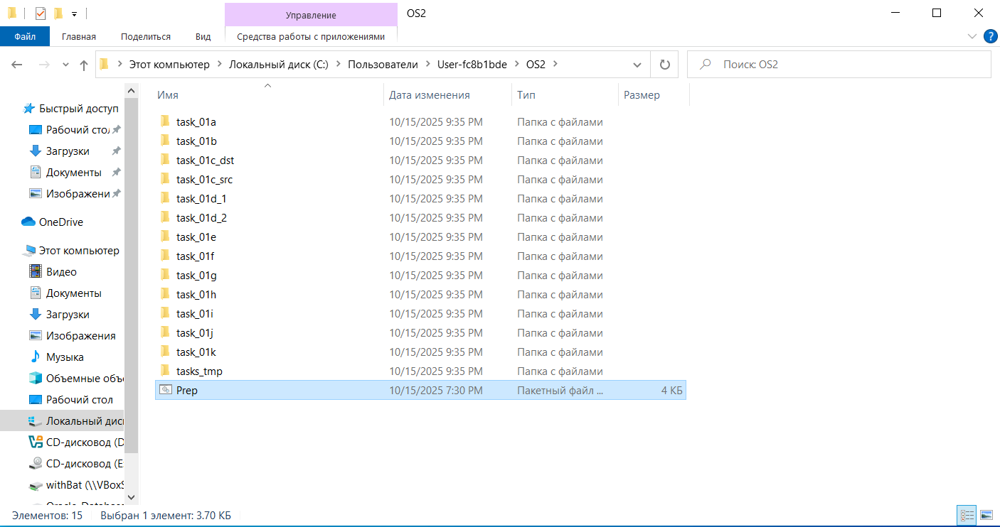 Управление
OS2
Файл Главная Поделиться Вид Средства работы с приложениями
Этот компьютер Локальный диск (C:) Пользователи User-fc8b1bde OS2
Поиск: OS2
Быстрый доступ
Рабочий стол
Загрузки
Документы
Изображени
OneDrive
Этот компьютер
Видео
Документы
Загрузки
Изображения
Музыка
Объемные объе
Рабочий стол
Локальный диск
CD-дисковод (D
CD-дисковод (E
withBat (\\VBoxS
Имя Дата изменения Тип Размер
task_01a 10/15/2025 9:35 PM Папка с файлами
task_01b 10/15/2025 9:35 PM Папка с файлами
task_01c_dst 10/15/2025 9:35 PM Папка с файлами
task_01c_src 10/15/2025 9:35 PM Папка с файлами
task_01d_1 10/15/2025 9:35 PM Папка с файлами
task_01d_2 10/15/2025 9:35 PM Папка с файлами
task_01e 10/15/2025 9:35 PM Папка с файлами
task_01f 10/15/2025 9:35 PM Папка с файлами
task_01g 10/15/2025 9:35 PM Папка с файлами
task_01h 10/15/2025 9:35 PM Папка с файлами
task_01i 10/15/2025 9:35 PM Папка с файлами
task_01j 10/15/2025 9:35 PM Папка с файлами
task_01k 10/15/2025 9:35 PM Папка с файлами
tasks_tmp 10/15/2025 9:35 PM Папка с файлами
Prep 10/15/2025 7:30 PM Пакетный файл ... 4 КБ
Элементов: 15 Выбран 1 элемент: 3.70 КБ